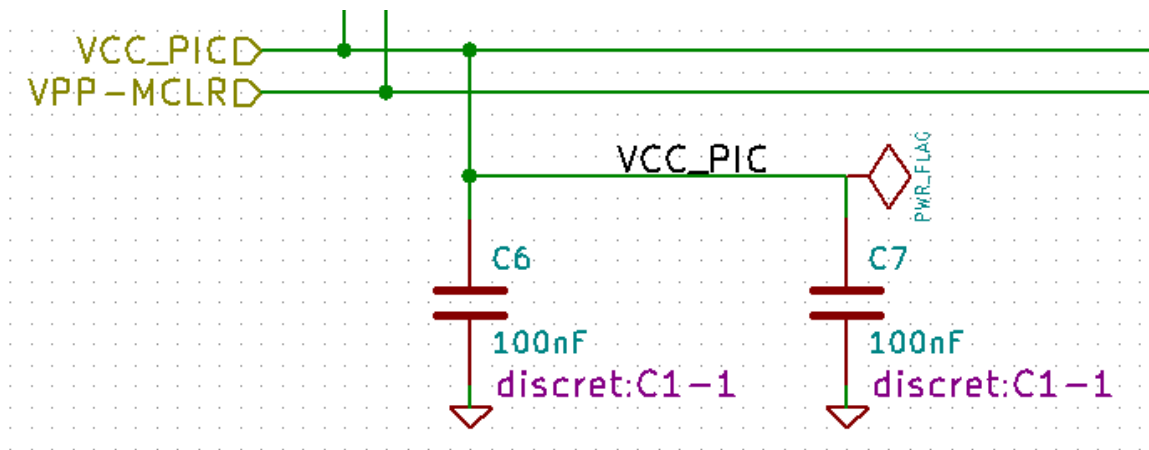 VCC_PIC
VPP-MCLR
VCC_PIC
PWR_FLAG
C6
C7
100nF
100nF
discret:C1-1
discret:C1-1